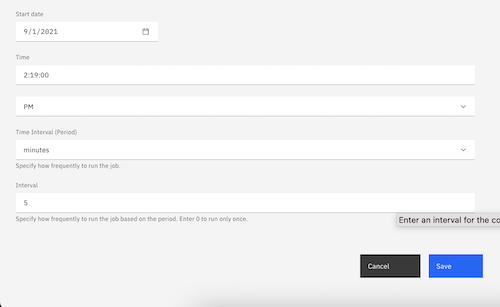 Start date
9/1/2021
Time
2:19:00
PM
Time Interval (Period)
minutes
Specify how frequently to run the job.
Interval
5
Specify how frequently to run the job based on the period. Enter 0 to run only once.
Enter an interval for the co
Cancel
Save